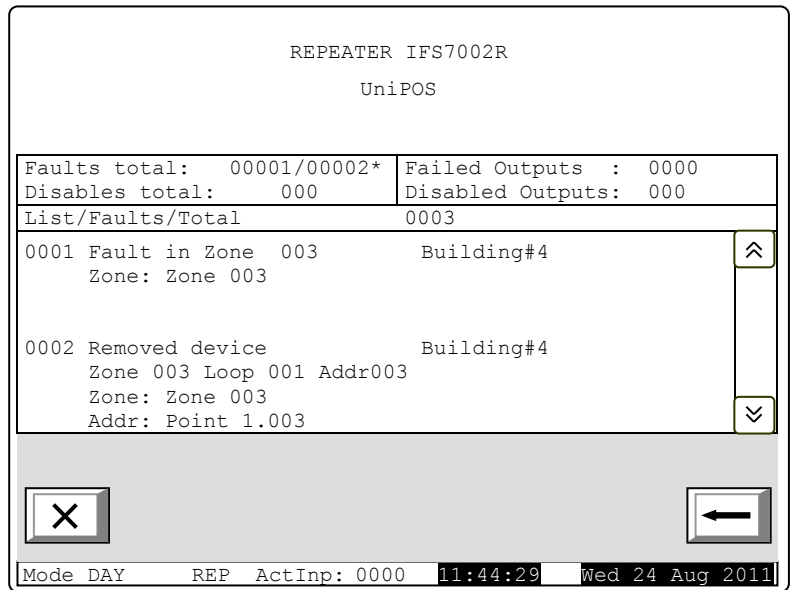 REPEATER IFS7002R
UniPOS
Faults total: 00001/00002* Failed Outputs : 0000
Disables total: 000 Disabled Outputs: 000
List/Faults/Total 0003
0001 Fault in Zone 003 Building#4
Zone: Zone 003
0002 Removed device Building#4
Zone 003 Loop 001 Addr003
Zone: Zone 003
Addr: Point 1.003
Mode DAY REP ActInp: 0000 11:44:29 Wed 24 Aug 2011